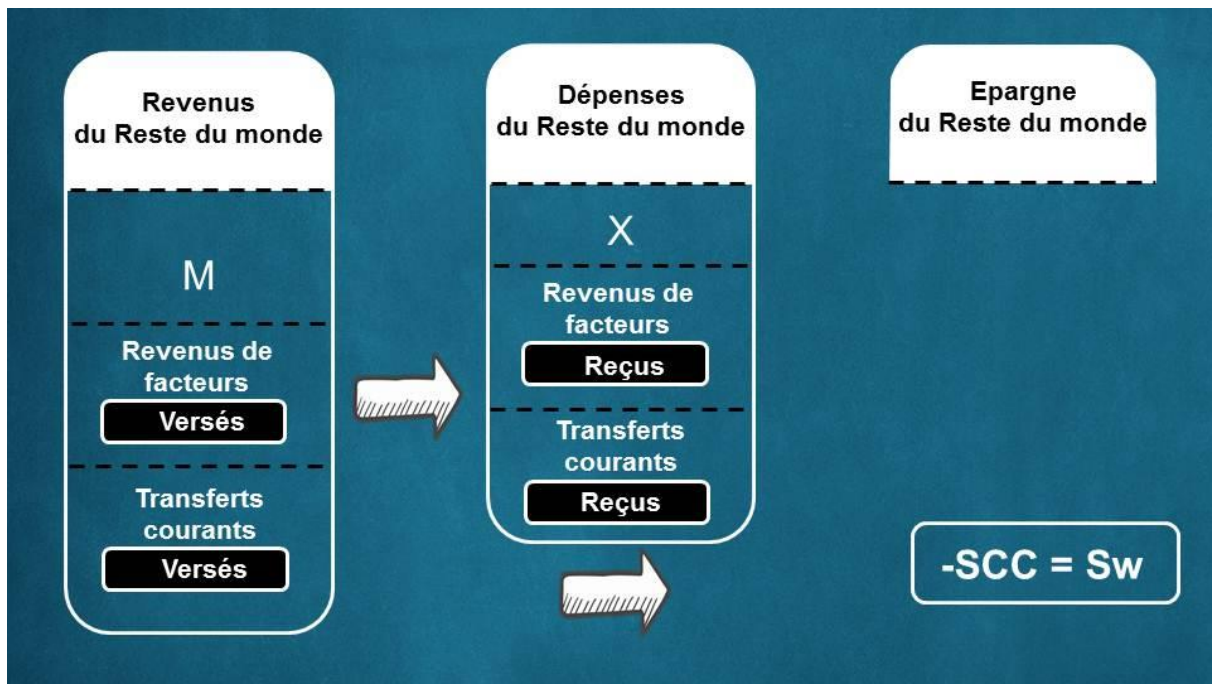 Revenus
du Reste du monde
M
Revenus de
facteurs
Versés
Transferts
courants
Versés
Dépenses
du Reste du monde
X
Revenus de
facteurs
Reçus
Transferts
courants
Reçus
Epargne
du Reste du monde
-SCC = Sw